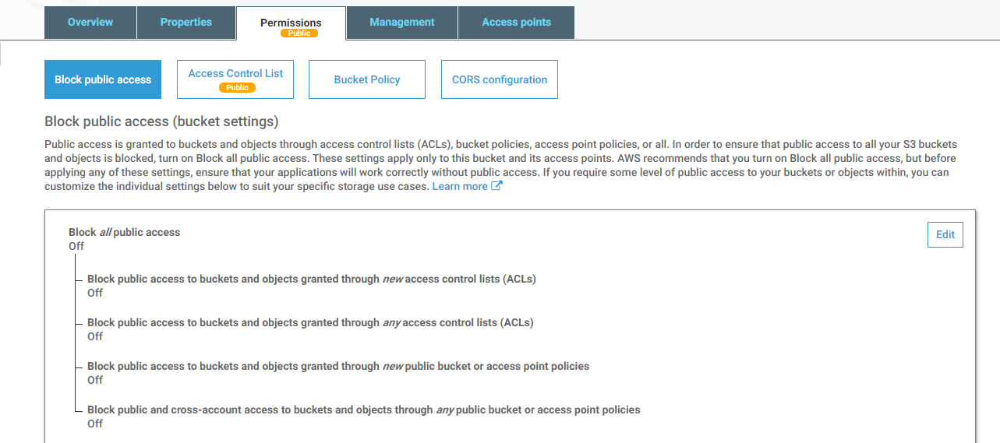 Overview
Properties
Permissions
Public
Management
Access points
Block public access
Access Control List
Public
Bucket Policy
CORS configuration
Block public access (bucket settings)
Public access is granted to buckets and objects through access control lists (ACLs), bucket policies, access point policies, or all. In order to ensure that public access to all your S3 buckets
and objects is blocked, turn on Block all public access. These settings apply only to this bucket and its access points. AWS recommends that you turn on Block all public access, but before
applying any of these settings, ensure that your applications will work correctly without public access. If you require some level of public access to your buckets or objects within, you can
customize the individual settings below to suit your specific storage use cases. Learn more
Block all public access
Off
Edit
Block public access to buckets and objects granted through new access control lists (ACLs)
Off
Block public access to buckets and objects granted through any access control lists (ACLs)
Off
Block public access to buckets and objects granted through new public bucket or access point policies
Off
Block public and cross-account access to buckets and objects through any public bucket or access point policies
Off